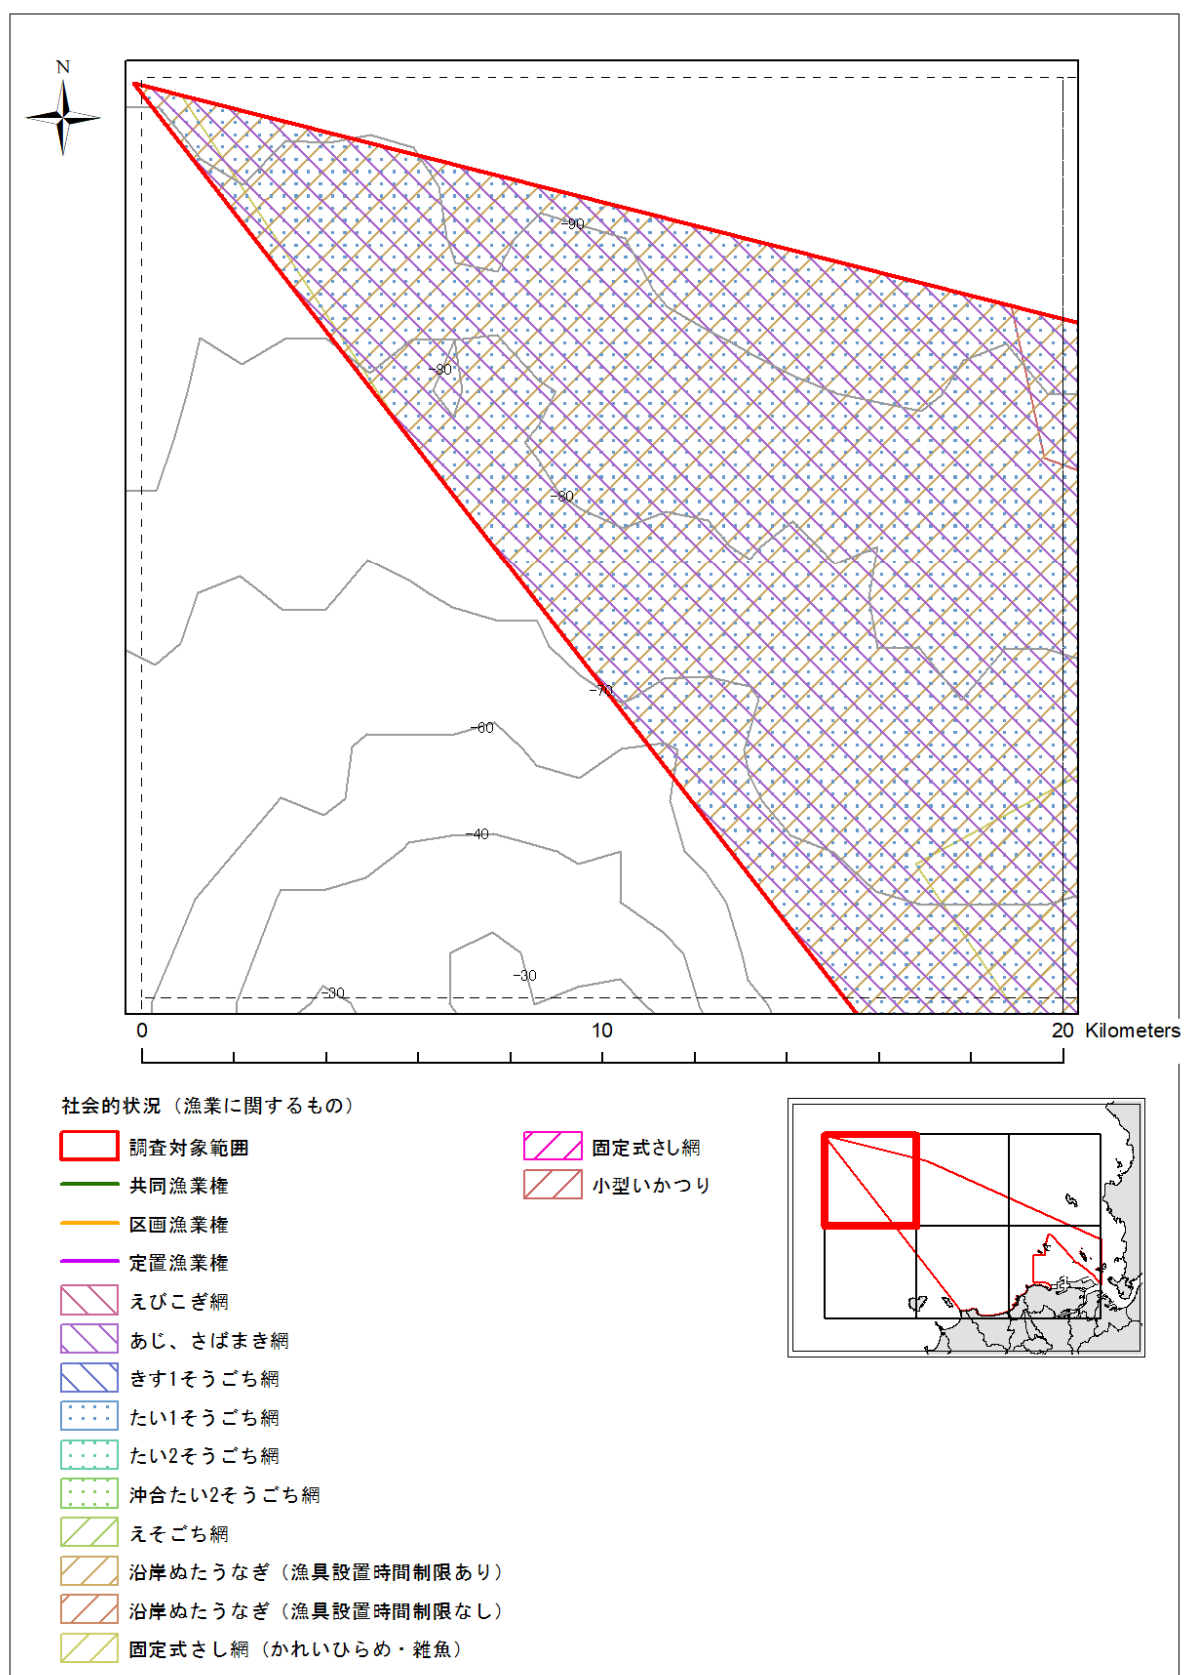 N
-90
-80
-80
-70
-60
-40
-30
-30
0 10 20 Kilometers
社会的状況（漁業に関するもの）
調査対象範囲
共同漁業権
区画漁業権
定置漁業権
えびこぎ網
あじ、さばまき網
きす1そうごち網
たい1そうごち網
たい2そうごち網
沖合たい2そうごち網
えそごち網
沿岸ぬたうなぎ（漁具設置時間制限あり）
沿岸ぬたうなぎ（漁具設置時間制限なし）
固定式さし網（かれいひらめ・雑魚）
固定式さし網
小型いかつり